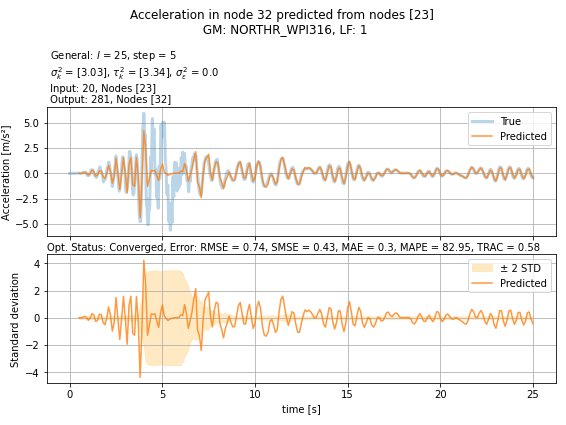 Acceleration in node 32 predicted from nodes [23]
GM: NORTHR_WPI316, LF: 1
General: l = 25, step = 5
σ²ₖ = [3.03], τ²ₖ = [3.34], σ²ε = 0.0
Input: 20, Nodes [23]
Output: 281, Nodes [32]
Acceleration [m/s²]
5.0
2.5
0.0
−2.5
−5.0
True
Predicted
Opt. Status: Converged, Error: RMSE = 0.74, SMSE = 0.43, MAE = 0.3, MAPE = 82.95, TRAC = 0.58
Standard deviation
4
2
0
−2
−4
± 2 STD
Predicted
0 5 10 15 20 25
time [s]